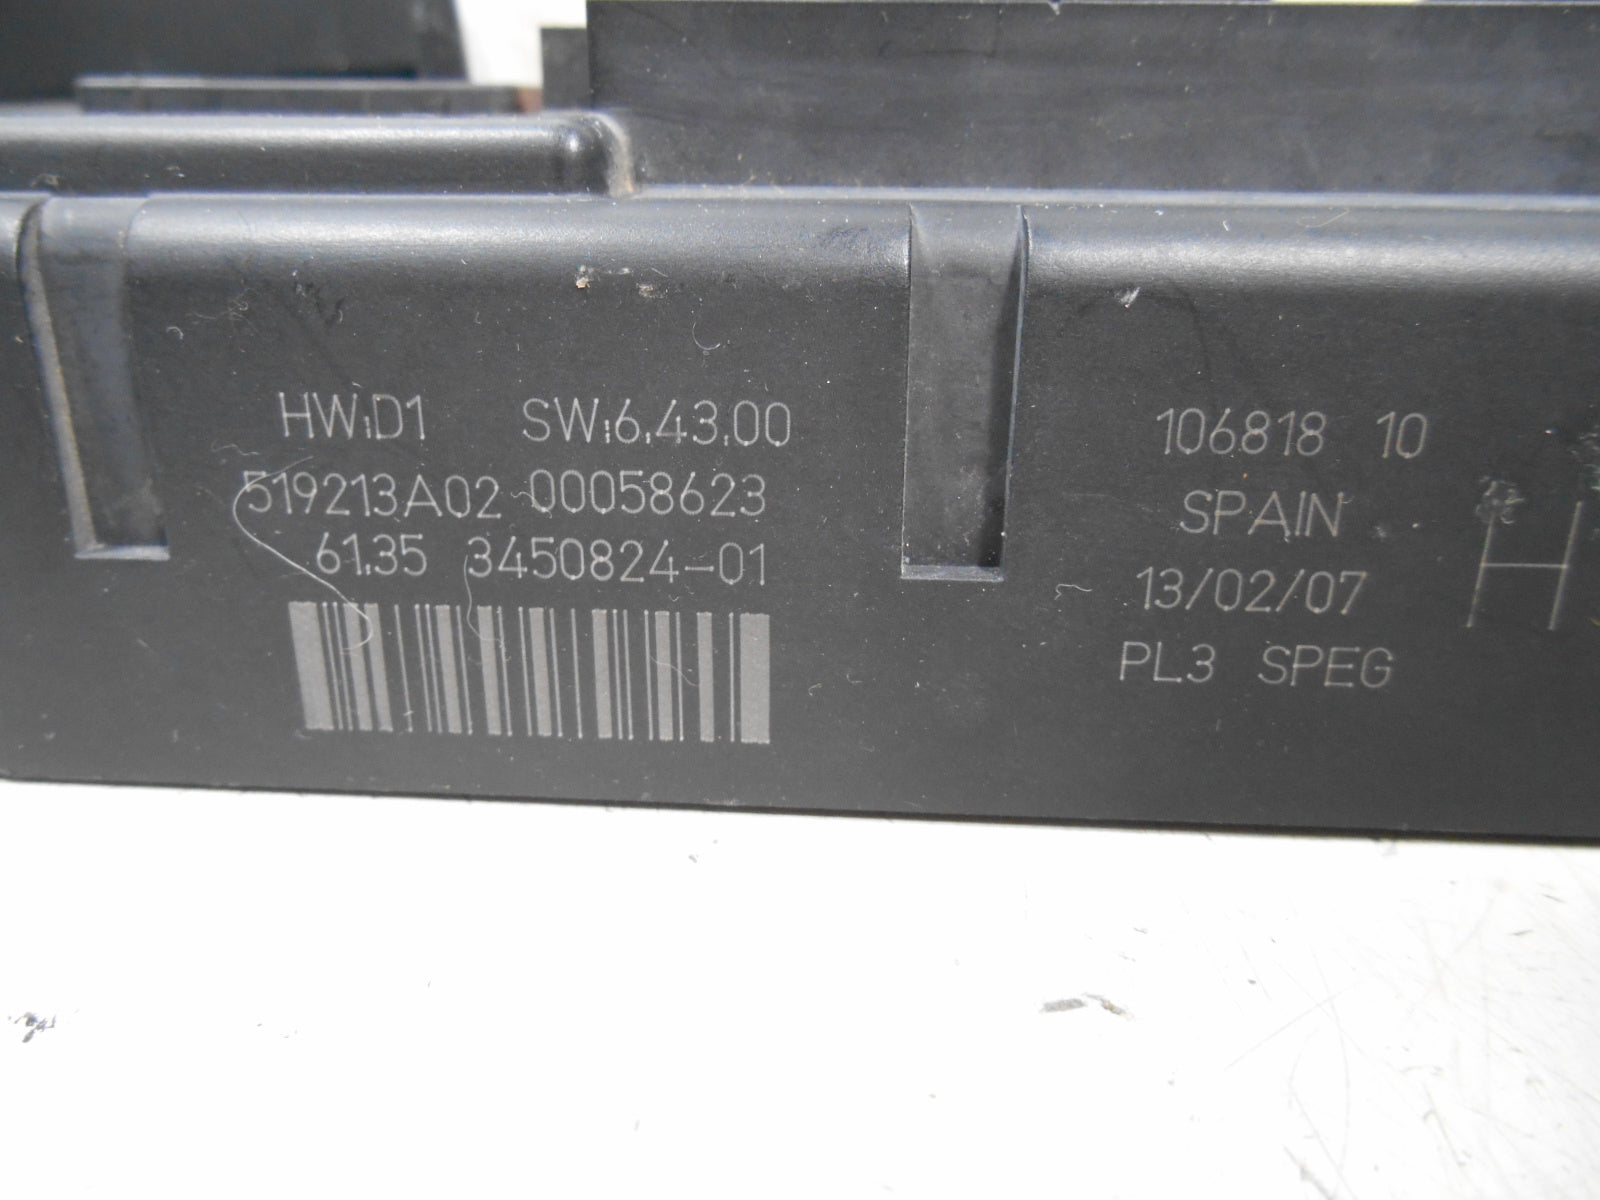 HW:D1 SW:6.43.00
519213A02 00058623
61.35 3450824-01
106818 10
SPAIN
13/02/07
PL3 SPEG
H